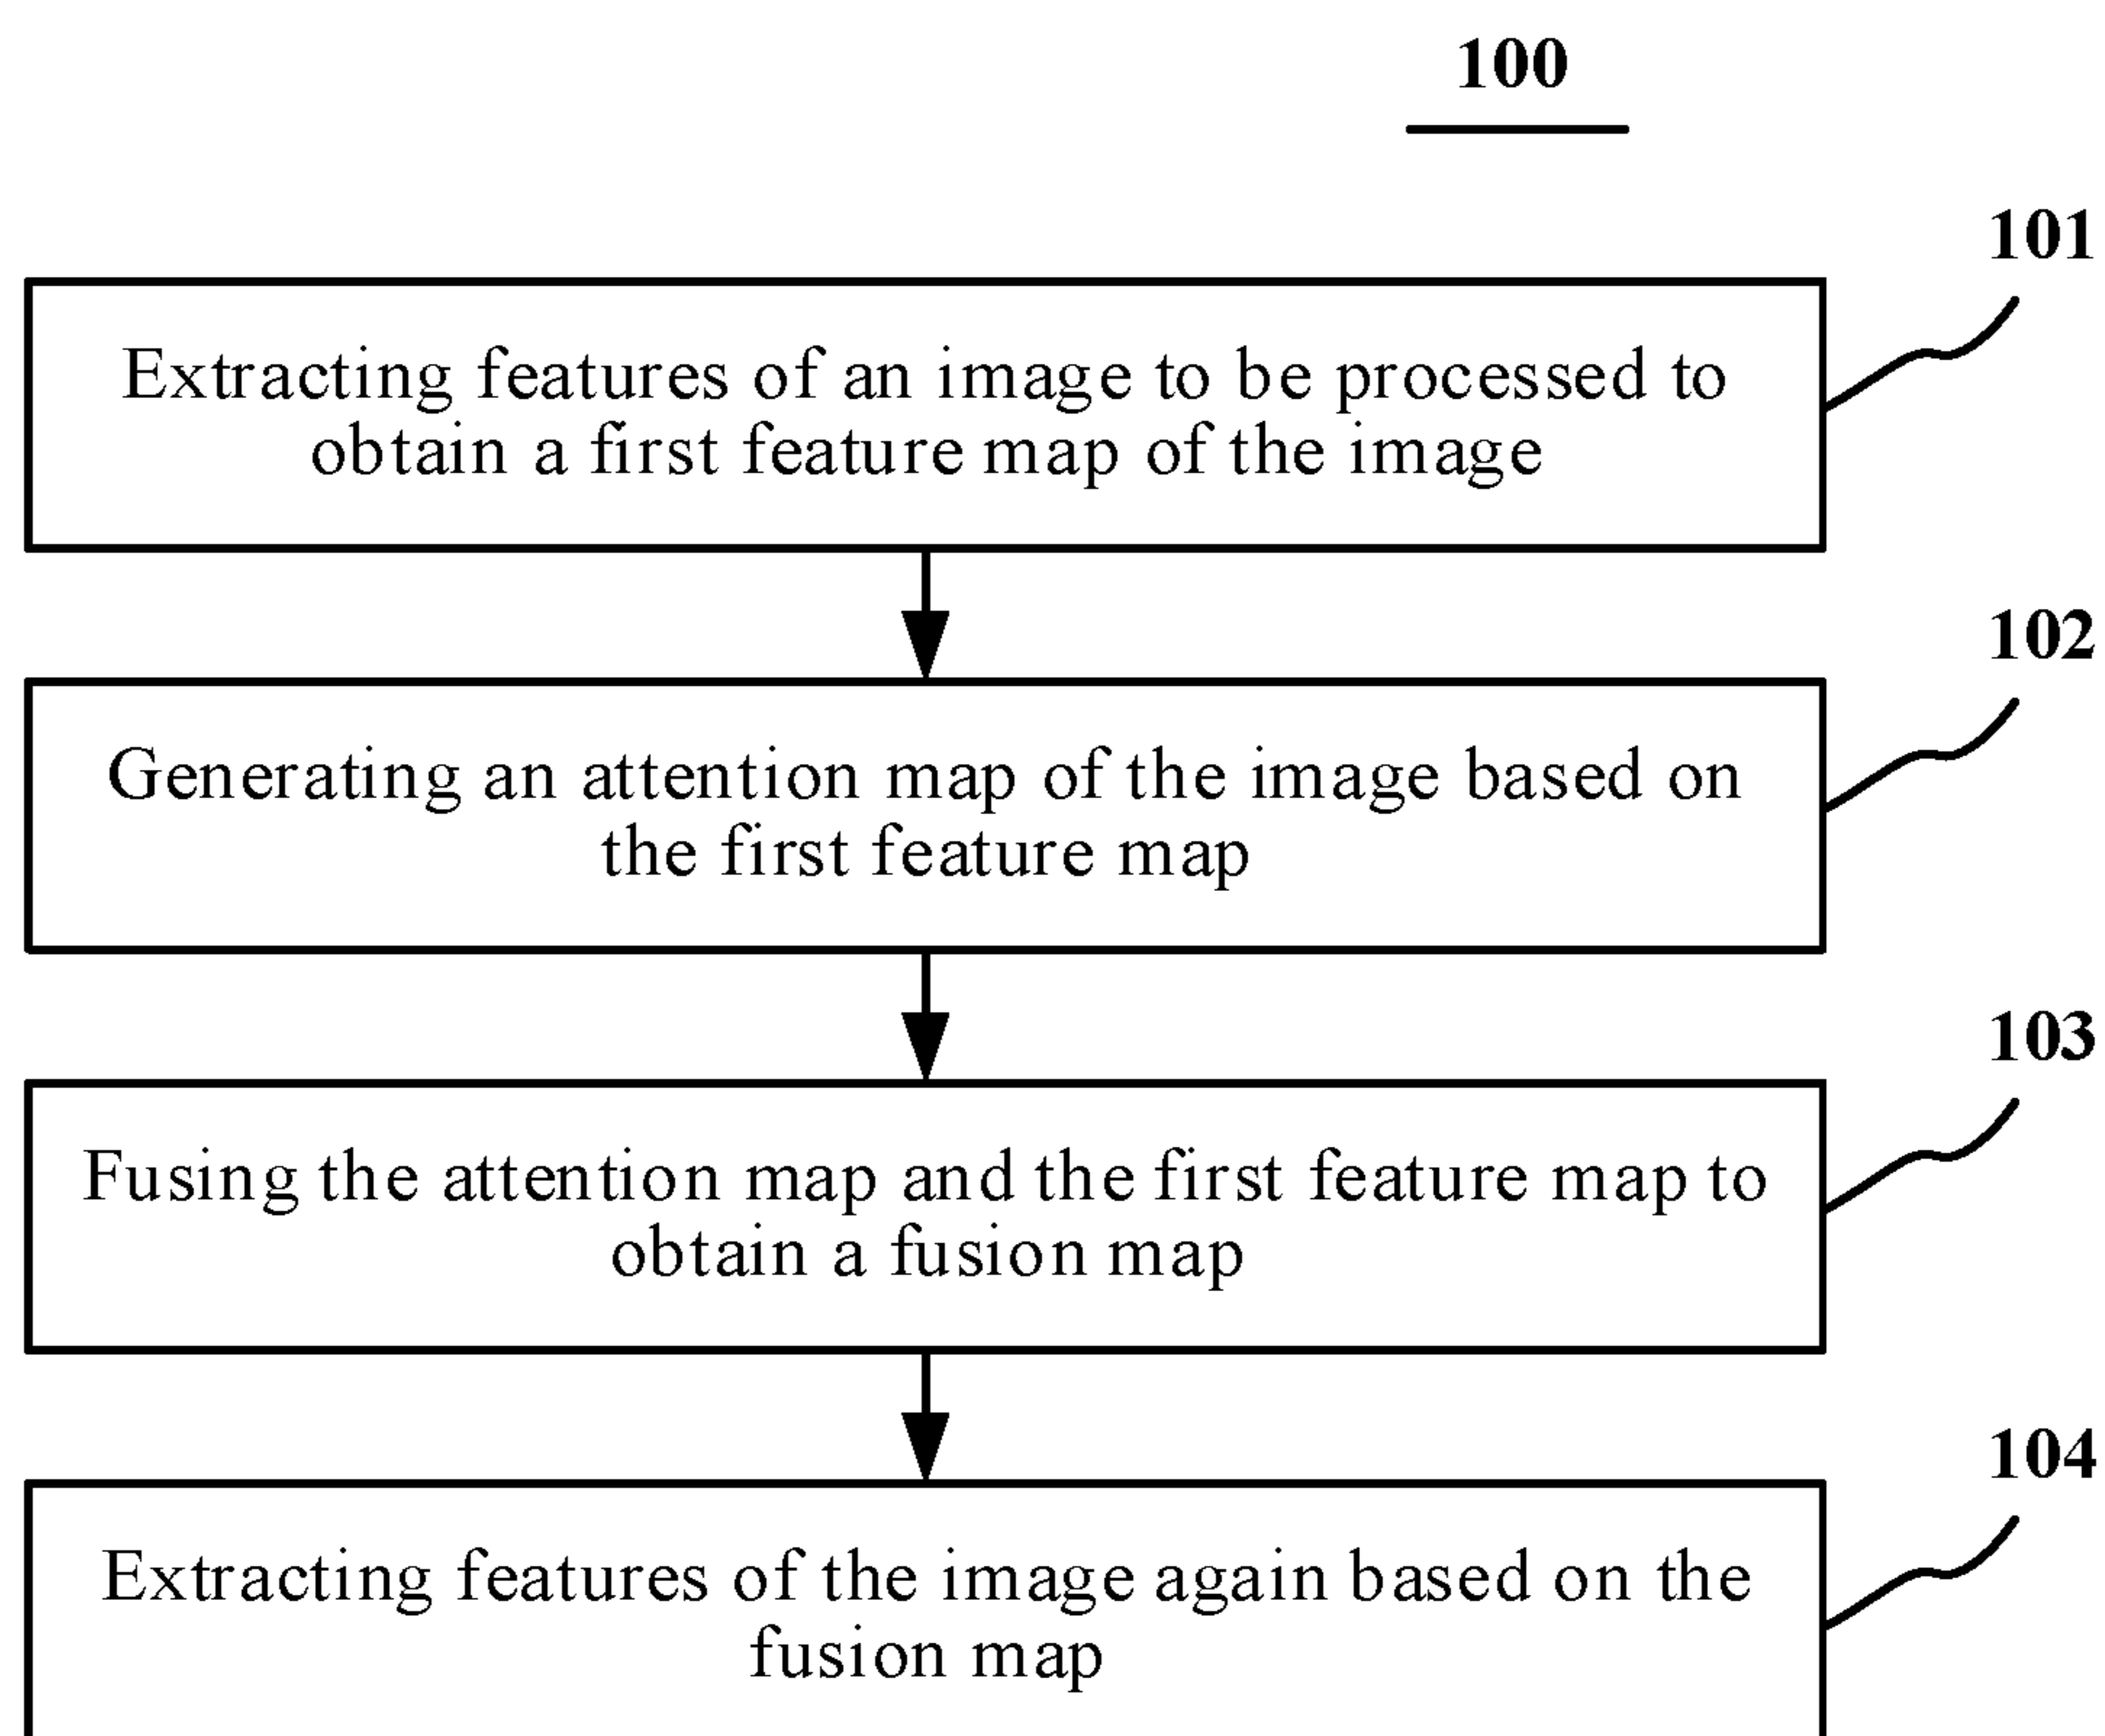 100
101
Extracting features of an image to be processed to
obtain a first feature map of the image
102
Generating an attention map of the image based on
the first feature map
103
Fusing the attention map and the first feature map to
obtain a fusion map
104
Extracting features of the image again based on the
fusion map